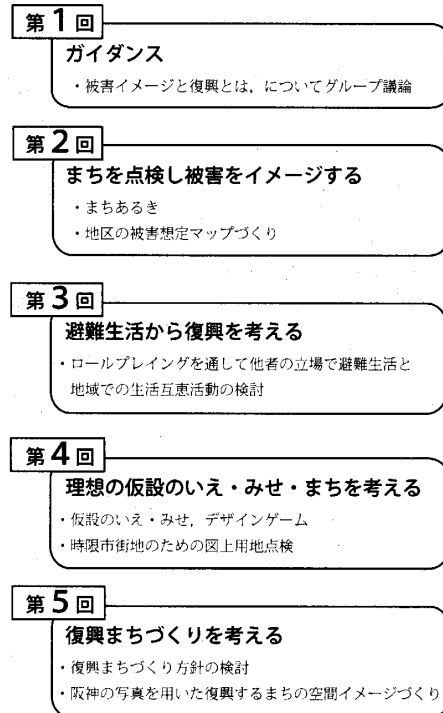 第1回
ガイダンス
・被害イメージと復興とは，についてグループ議論
第2回
まちを点検し被害をイメージする
・まちあるき
・地区の被害想定マップづくり
第3回
避難生活から復興を考える
・ロールプレイングを通して他者の立場で避難生活と
地域での生活互恵活動の検討
第4回
理想の仮設のいえ・みせ・まちを考える
・仮設のいえ・みせ，デザインゲーム
・時限市街地のための図上用地点検
第5回
復興まちづくりを考える
・復興まちづくり方針の検討
・阪神の写真を用いた復興するまちの空間イメージづくり